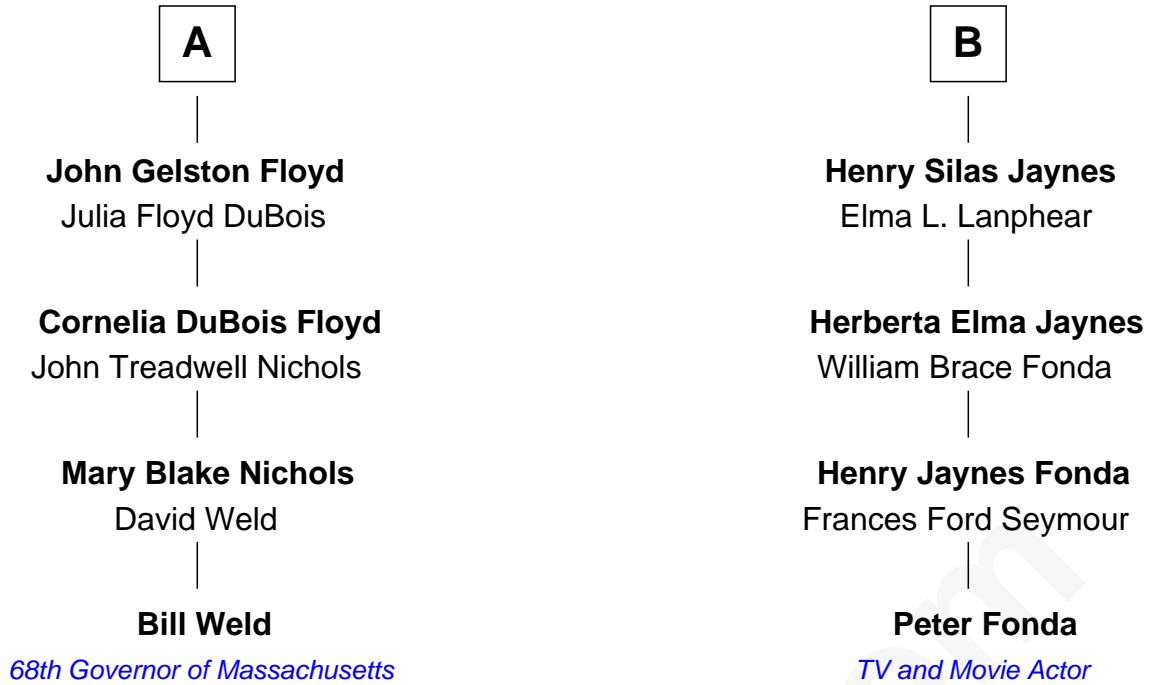 A
John Gelston Floyd
Julia Floyd DuBois
Cornelia DuBois Floyd
John Treadwell Nichols
Mary Blake Nichols
David Weld
Bill Weld
68th Governor of Massachusetts
B
Henry Silas Jaynes
Elma L. Lanphear
Herberta Elma Jaynes
William Brace Fonda
Henry Jaynes Fonda
Frances Ford Seymour
Peter Fonda
TV and Movie Actor